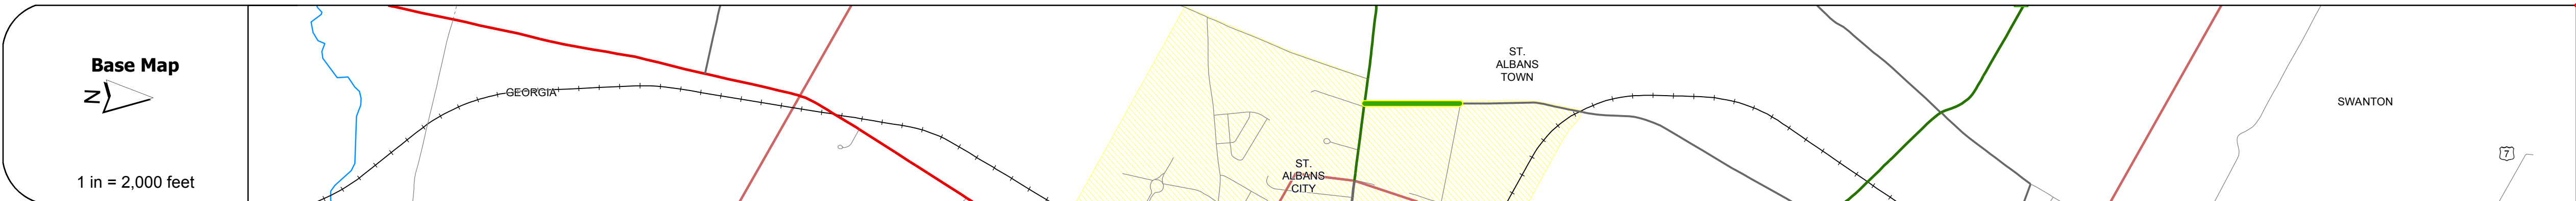 Base Map
N
1 in = 2,000 feet
GEORGIA
ST.
ALBANS
CITY
ST.
ALBANS
TOWN
SWANTON
7